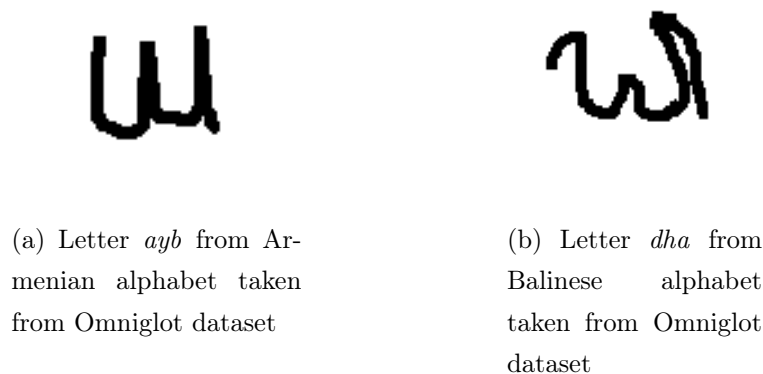 ա
(a) Letter ayb from Ar-
menian alphabet taken
from Omniglot dataset
(b) Letter dha from
Balinese alphabet
taken from Omniglot
dataset